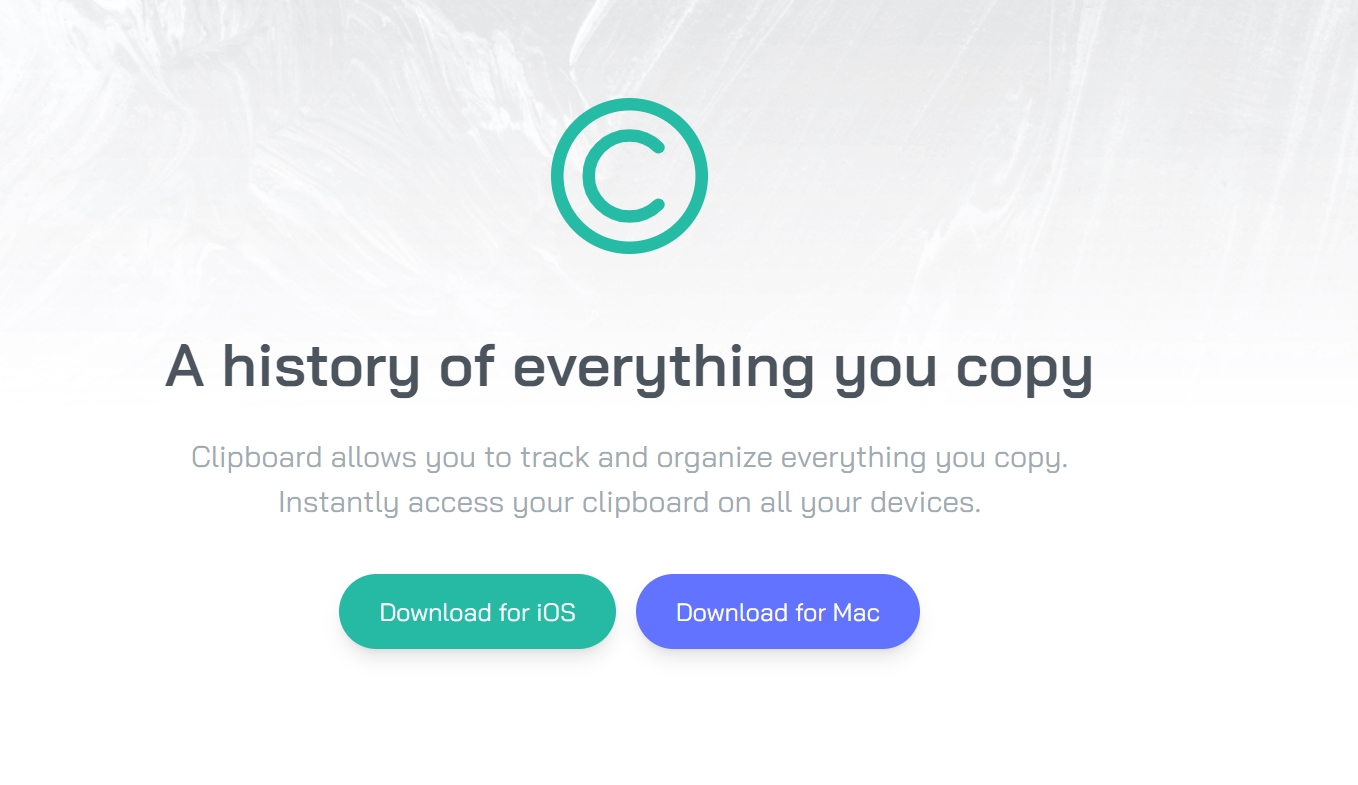 A history of everything you copy
Clipboard allows you to track and organize everything you copy.
Instantly access your clipboard on all your devices.
Download for iOS
Download for Mac